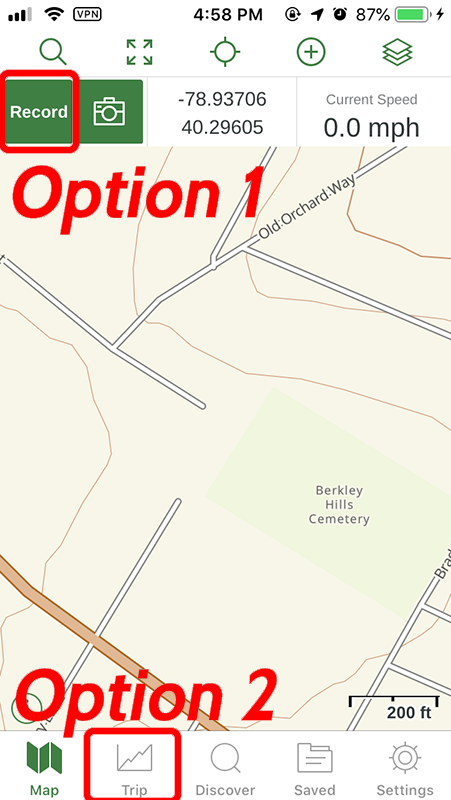 VPN 4:58 PM 87%
Record
-78.93706
40.29605
Current Speed
0.0 mph
Option 1
Old Orchard Way
Berkley
Hills
Cemetery
Option 2
200 ft
Map Trip Discover Saved Settings